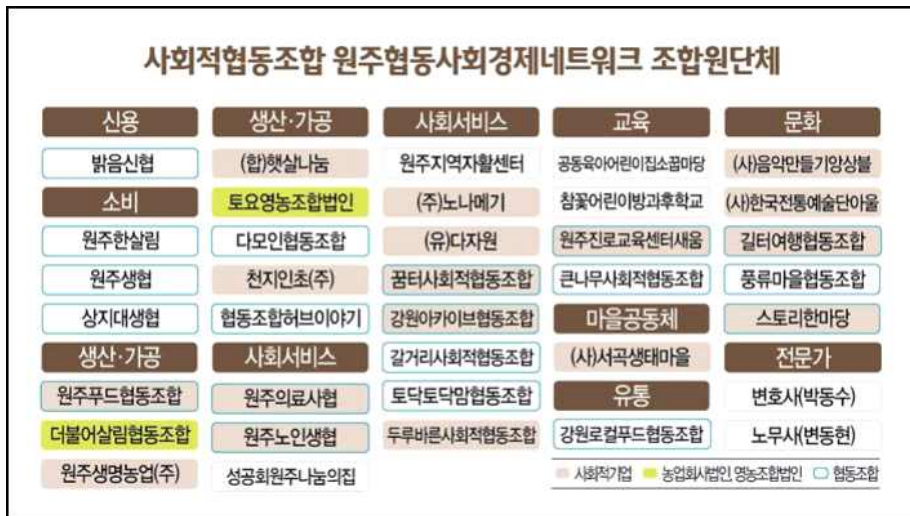 사회적협동조합 원주협동사회경제네트워크 조합원단체
신용
밝음신협
소비
원주한살림
원주생협
상지대생협
생산·가공
원주푸드협동조합
더불어살림협동조합
원주생명농업(주)
생산·가공
(합)햇살나눔
토요영농조합법인
다모인협동조합
천지인초(주)
협동조합허브이야기
사회서비스
원주의료사협
원주노인생협
성공회원주나눔의집
사회서비스
원주지역자활센터
(주)노나메기
(유)다자원
꿈터사회적협동조합
강원아카이브협동조합
갈거리사회적협동조합
토닥토닥맘협동조합
두루바른사회적협동조합
교육
공동육아어린이집소꿉마당
참꽃어린이방과후학교
원주진로교육센터새움
큰나무사회적협동조합
마을공동체
(사)서곡생태마을
유통
강원로컬푸드협동조합
문화
(사)음악만들기앙상블
(사)한국전통예술단아울
길터여행협동조합
풍류마을협동조합
스토리한마당
전문가
변호사(박동수)
노무사(변동현)
사회적기업 농업회사법인, 영농조합법인 협동조합